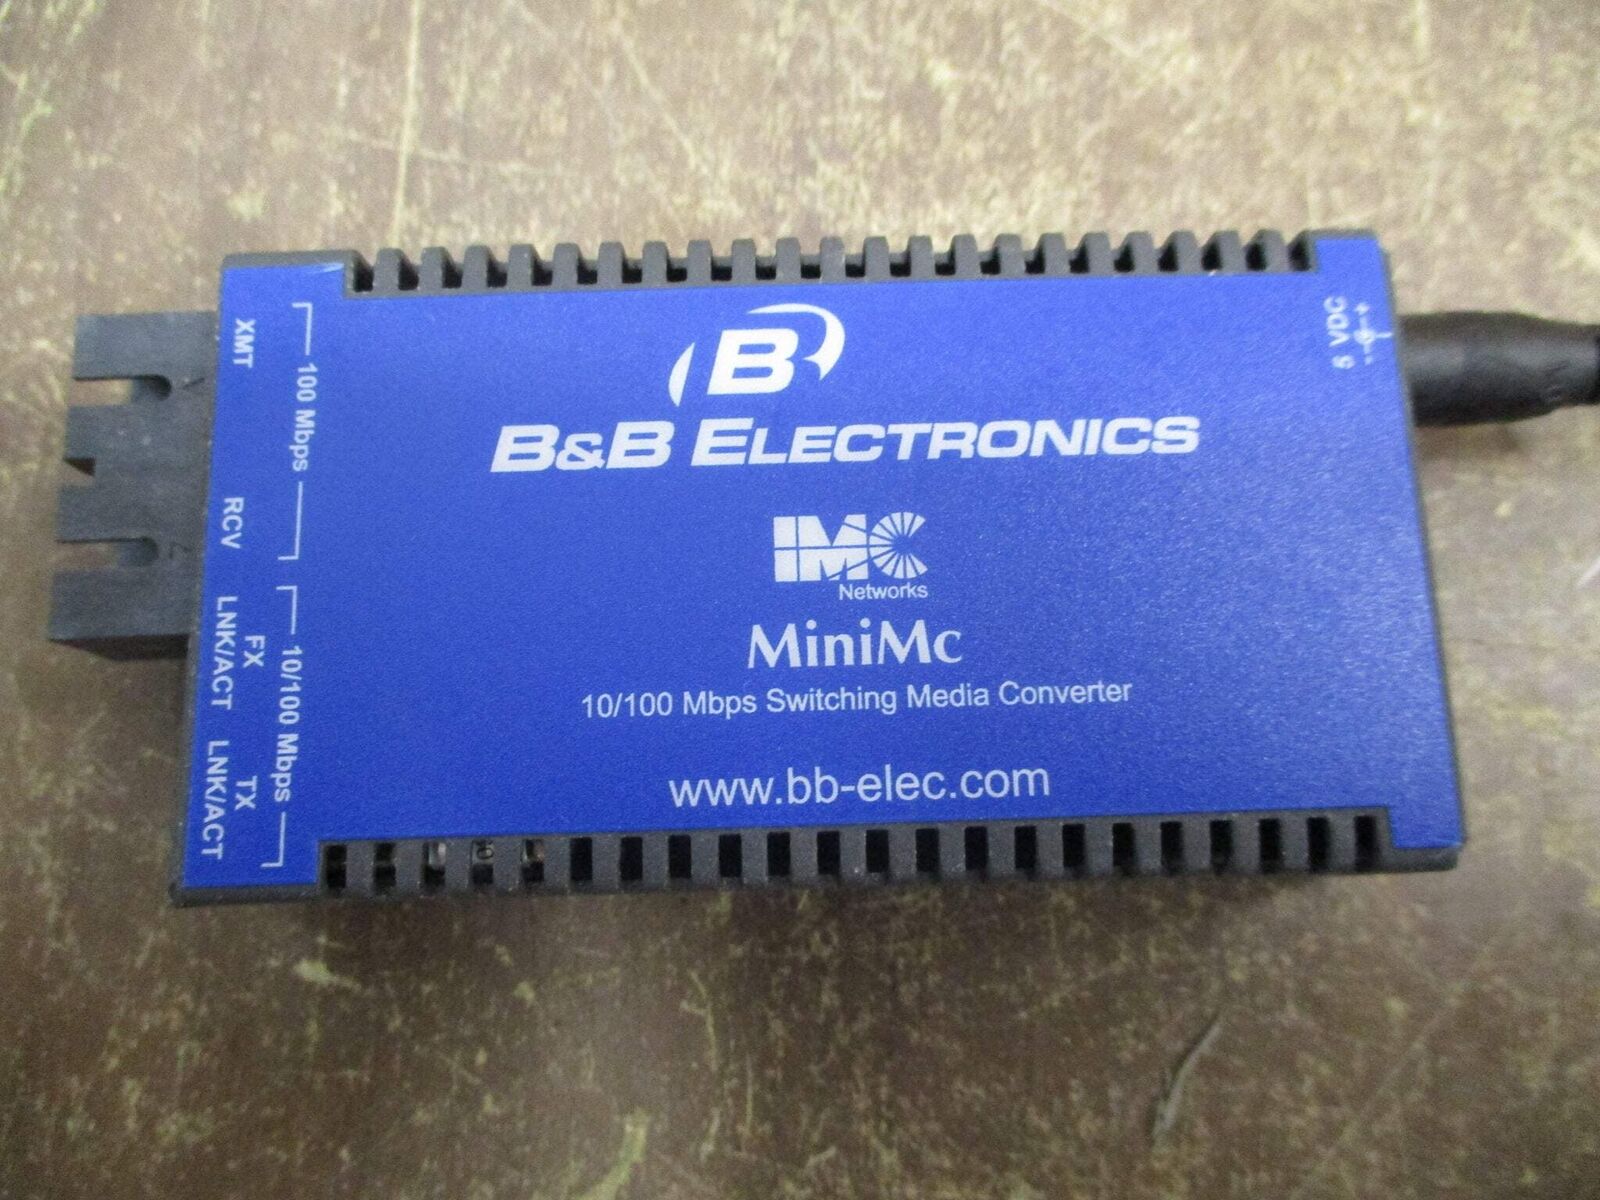 B
B&B ELECTRONICS
IMC
Networks
MiniMc
10/100 Mbps Switching Media Converter
www.bb-elec.com
5 VDC
- +
100 Mbps
XMT
RCV
10/100 Mbps
FX
LNK/ACT
TX
LNK/ACT